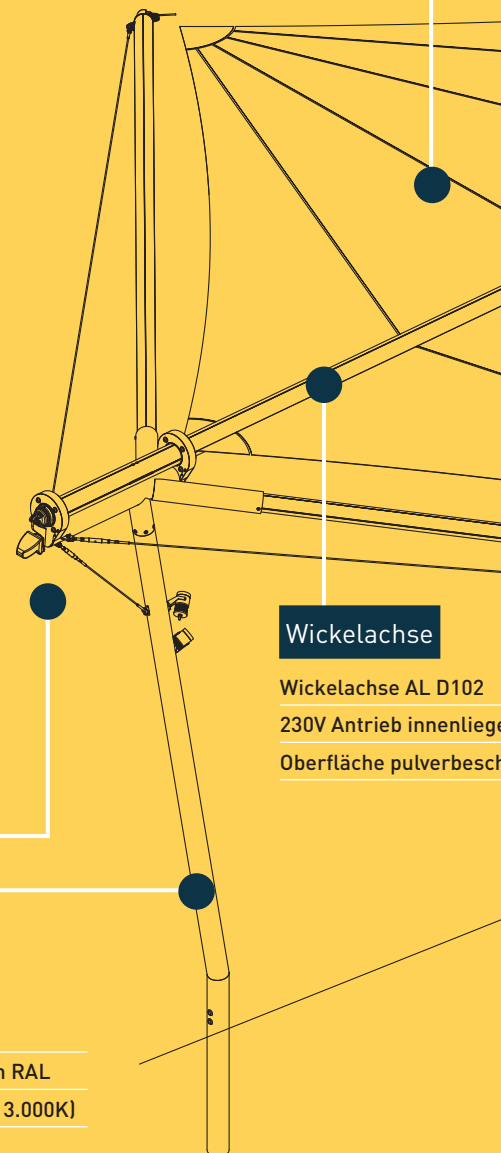 Wickelachse
Wickelachse AL D102
230V Antrieb innenliege
Oberfläche pulverbesch
RAL
3.000K)